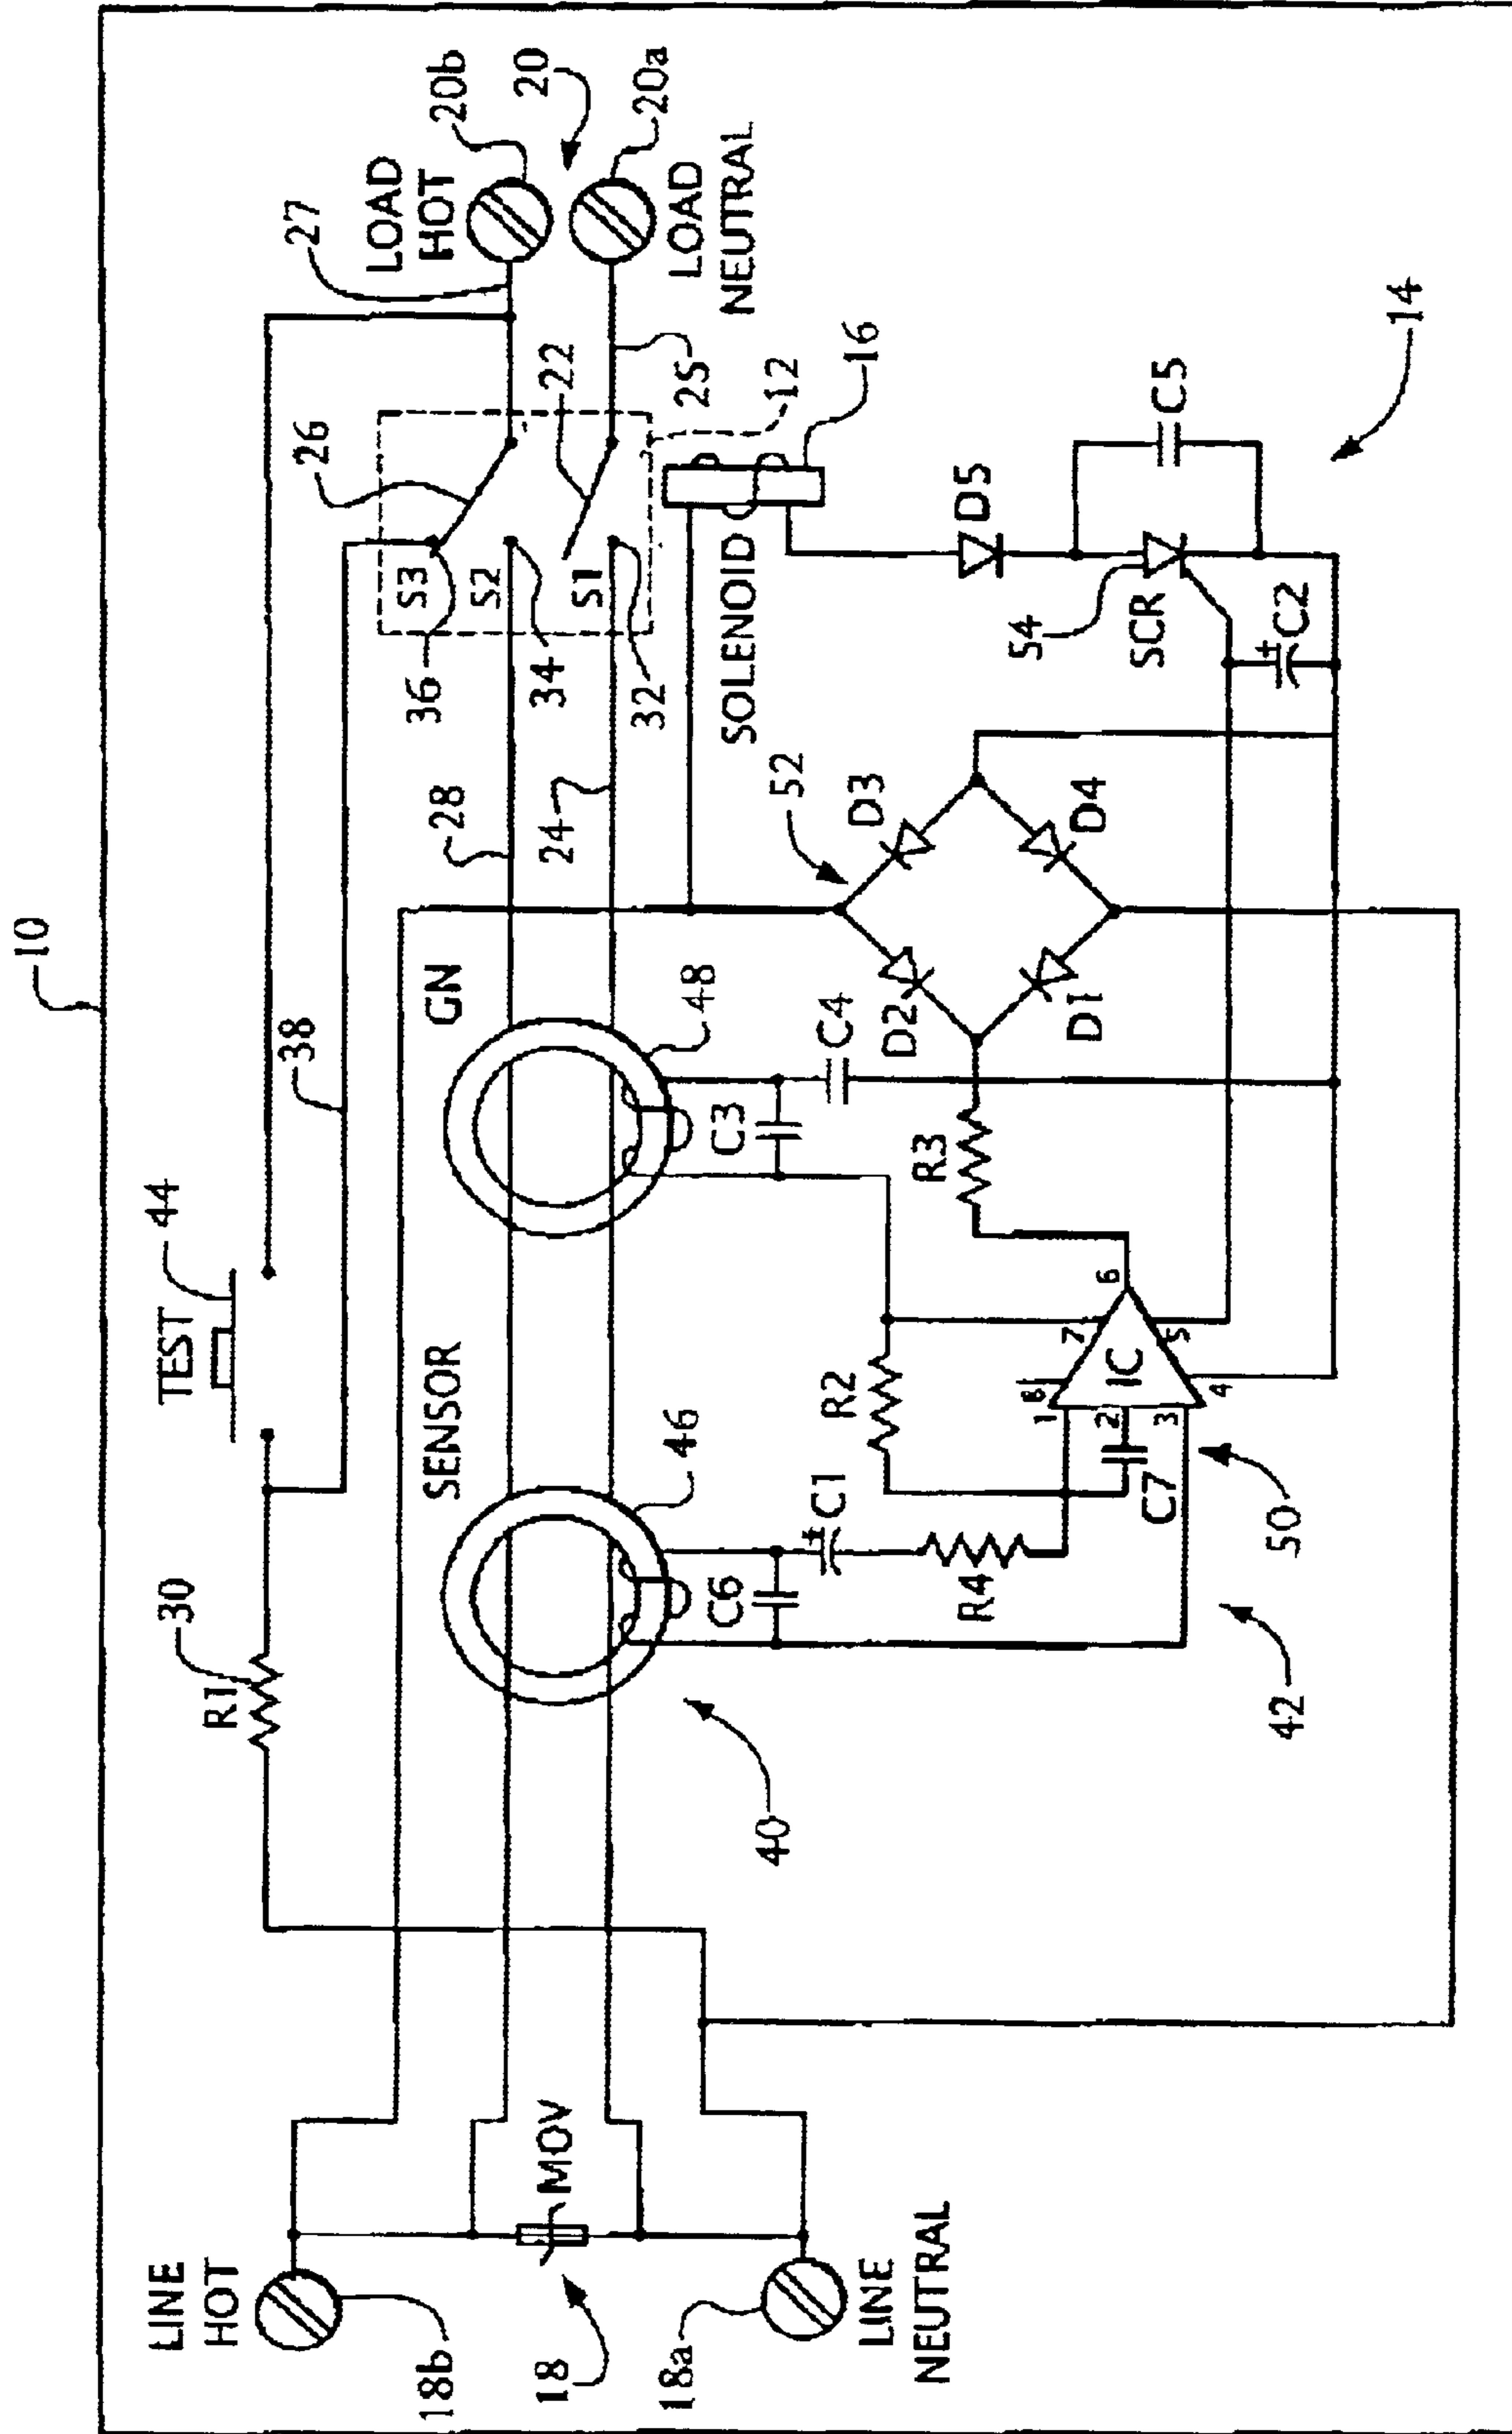 10
TEST
44
R1
30
38
27
LOAD
HOT
20b
20
20a
LOAD
NEUTRAL
LINE
HOT
18b
18
MOV
18a
LINE
NEUTRAL
SENSOR
46
GN
48
28
24
26
S3
S2
S1
36
34
32
22
25
12
16
SOLENOID
40
42
C6
C1
R4
R2
C3
C4
R3
C7
50
IC
1
2
3
4
5
6
7
8
52
D2
D3
D1
D4
D5
54
SCR
C5
C2
14